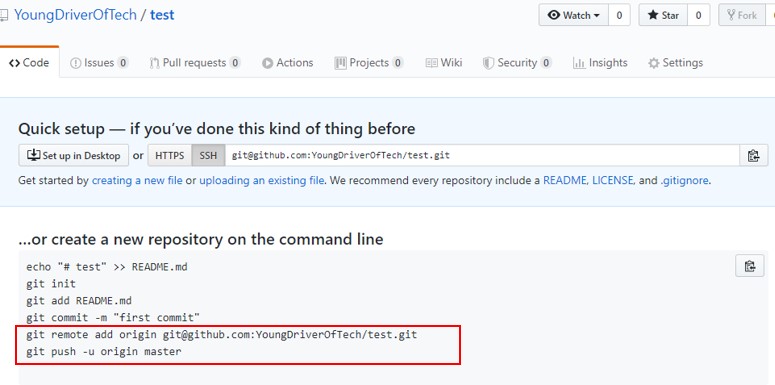 YoungDriverOfTech / test
Watch 0 Star 0 Fork
Code Issues 0 Pull requests 0 Actions Projects 0 Wiki Security 0 Insights Settings
Quick setup — if you’ve done this kind of thing before
Set up in Desktop or HTTPS SSH git@github.com:YoungDriverOfTech/test.git
Get started by creating a new file or uploading an existing file. We recommend every repository include a README, LICENSE, and .gitignore.
…or create a new repository on the command line
echo "# test" >> README.md
git init
git add README.md
git commit -m "first commit"
git remote add origin git@github.com:YoungDriverOfTech/test.git
git push -u origin master